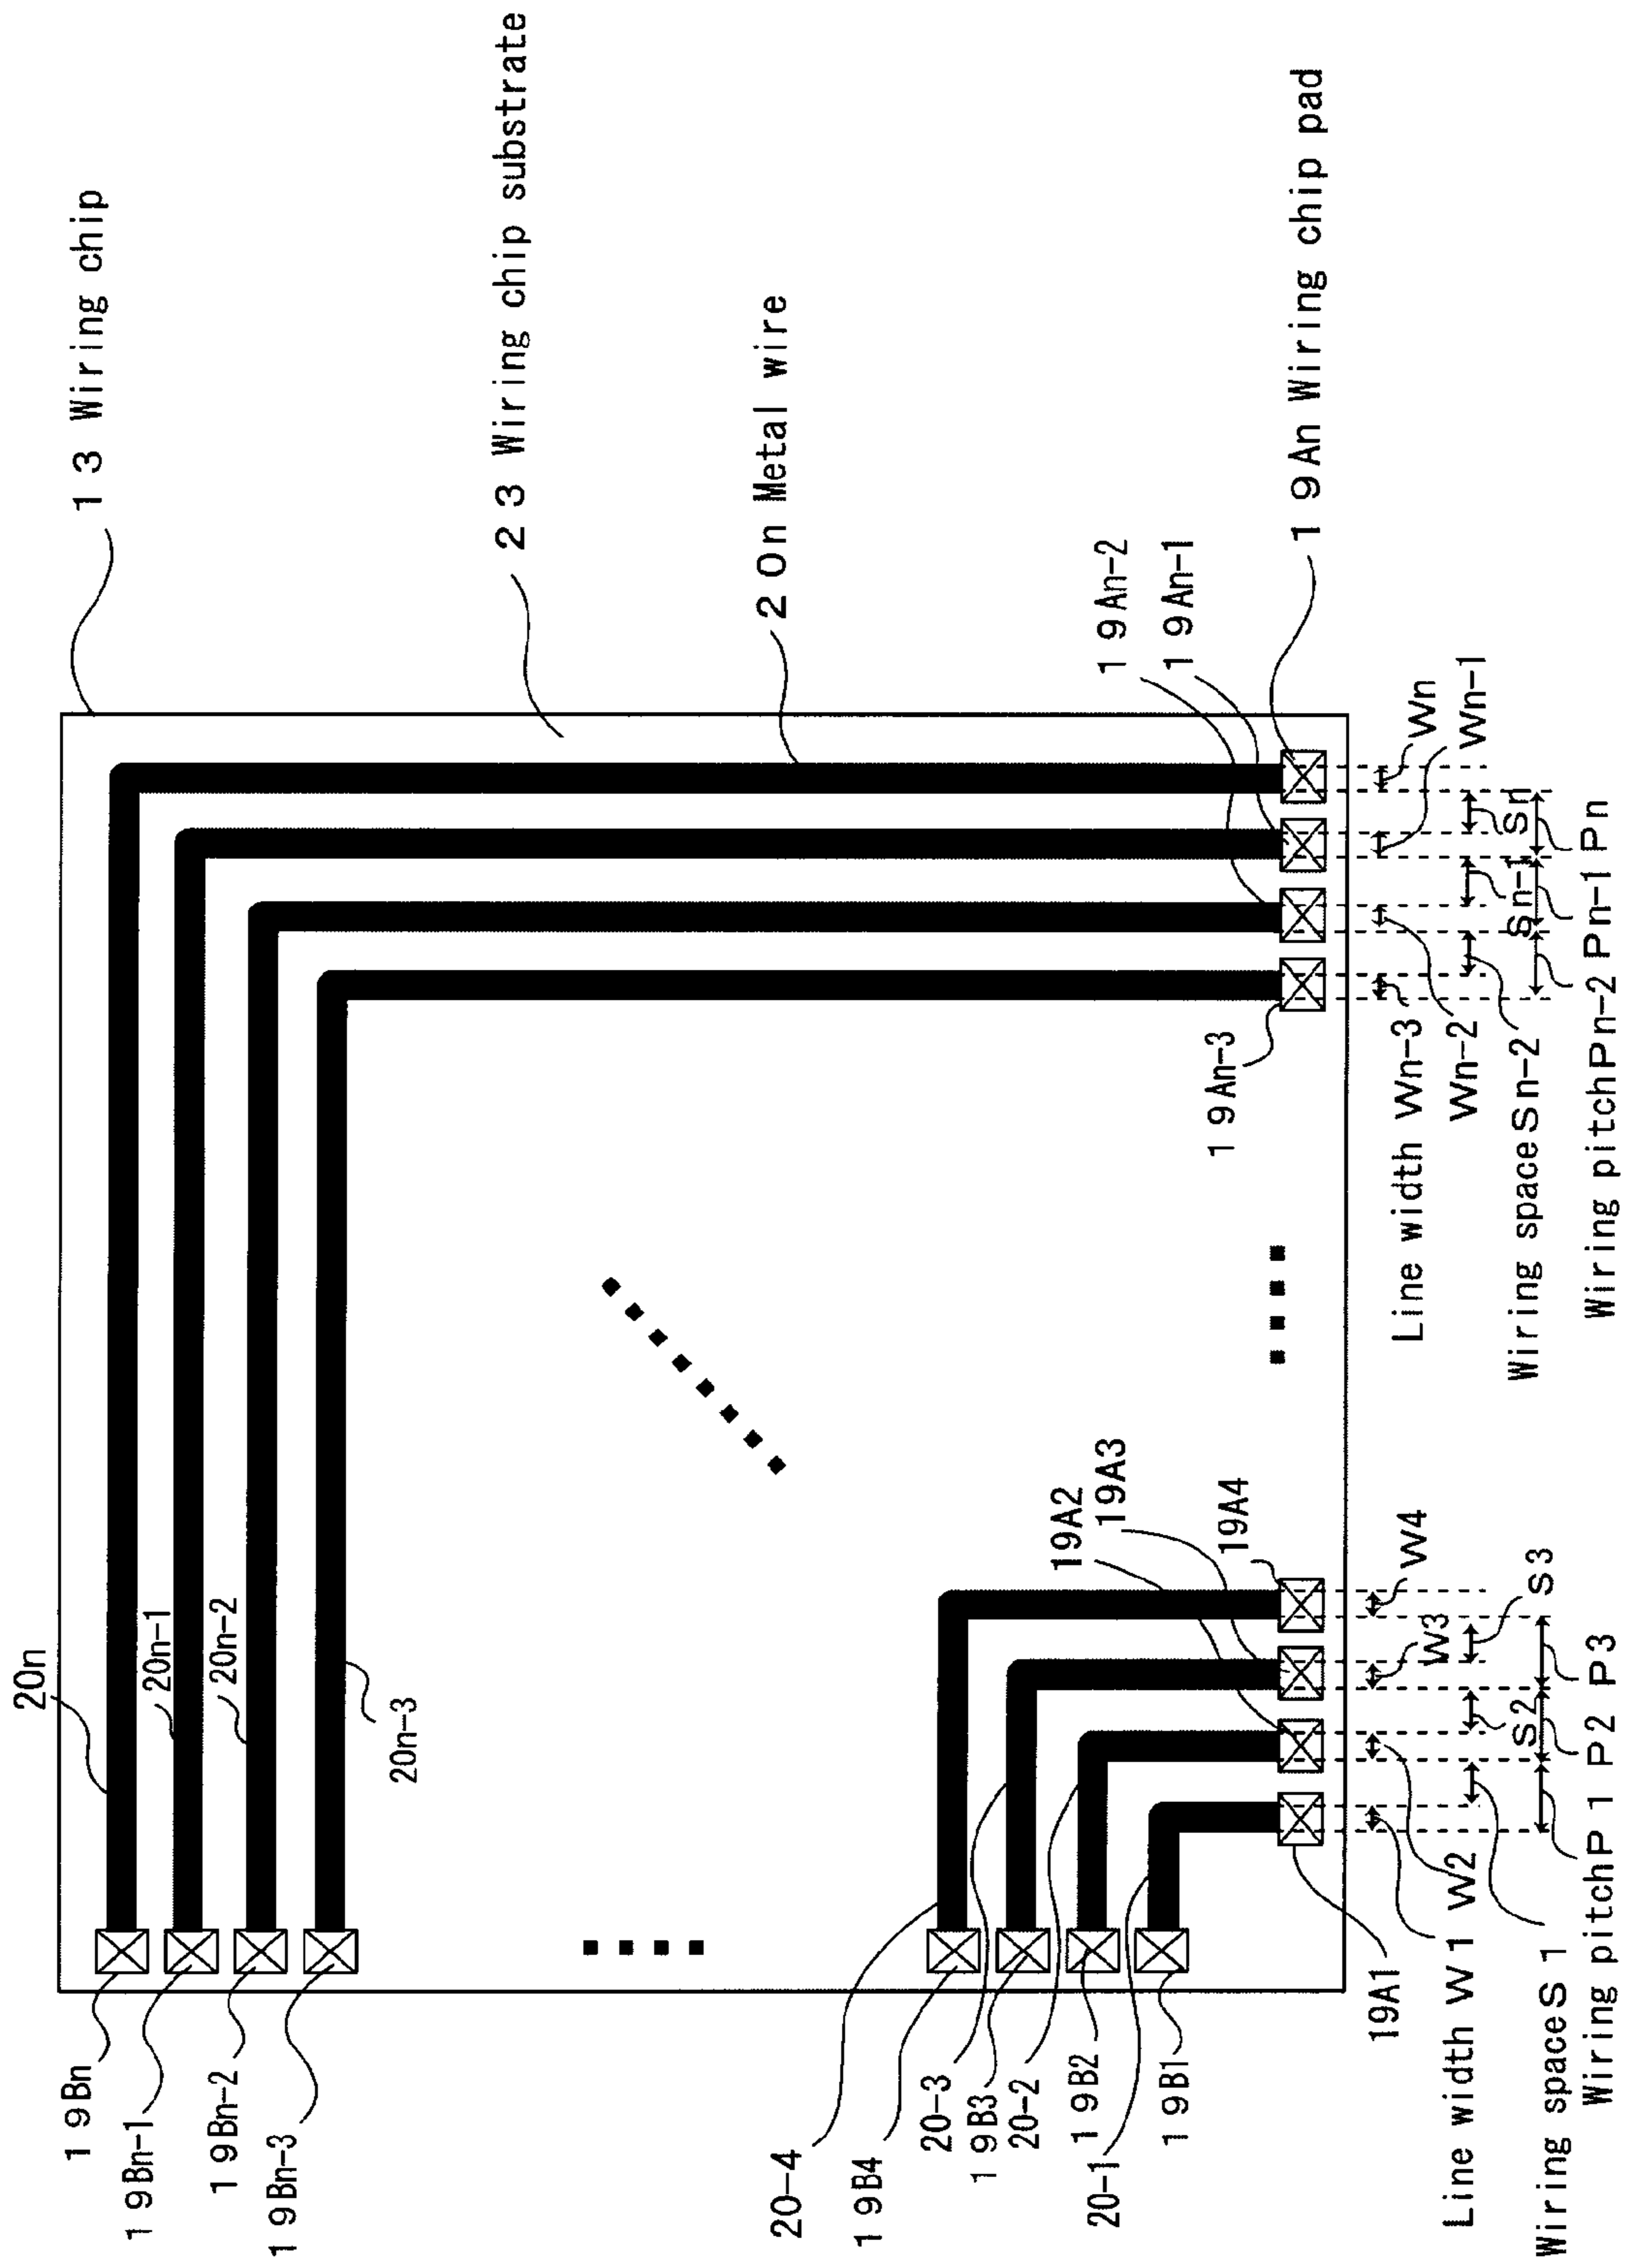 13 Wiring chip
23 Wiring chip substrate
20n Metal wire
19An Wiring chip pad
19An-2
19An-1
19An-3
20n
20n-1
20n-2
20n-3
19Bn
19Bn-1
19Bn-2
19Bn-3
20-4
19B4
20-3
19B3
20-2
19B2
20-1
19B1
19A2
19A3
19A4
19A1
Line width W1
W2
W3
W4
Wiring space S1
S2
S3
Wiring pitch P1
P2
P3
Line width Wn-3
Wn-2
Wn-1
Wn
Wiring space Sn-2
Sn-1
Sn
Wiring pitch Pn-2
Pn-1
Pn